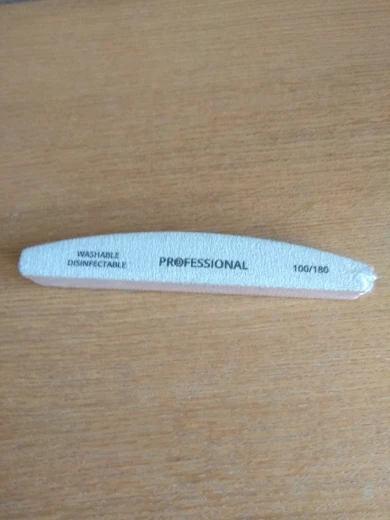 WASHABLE
DISINFECTABLE
PROFESSIONAL
100/180